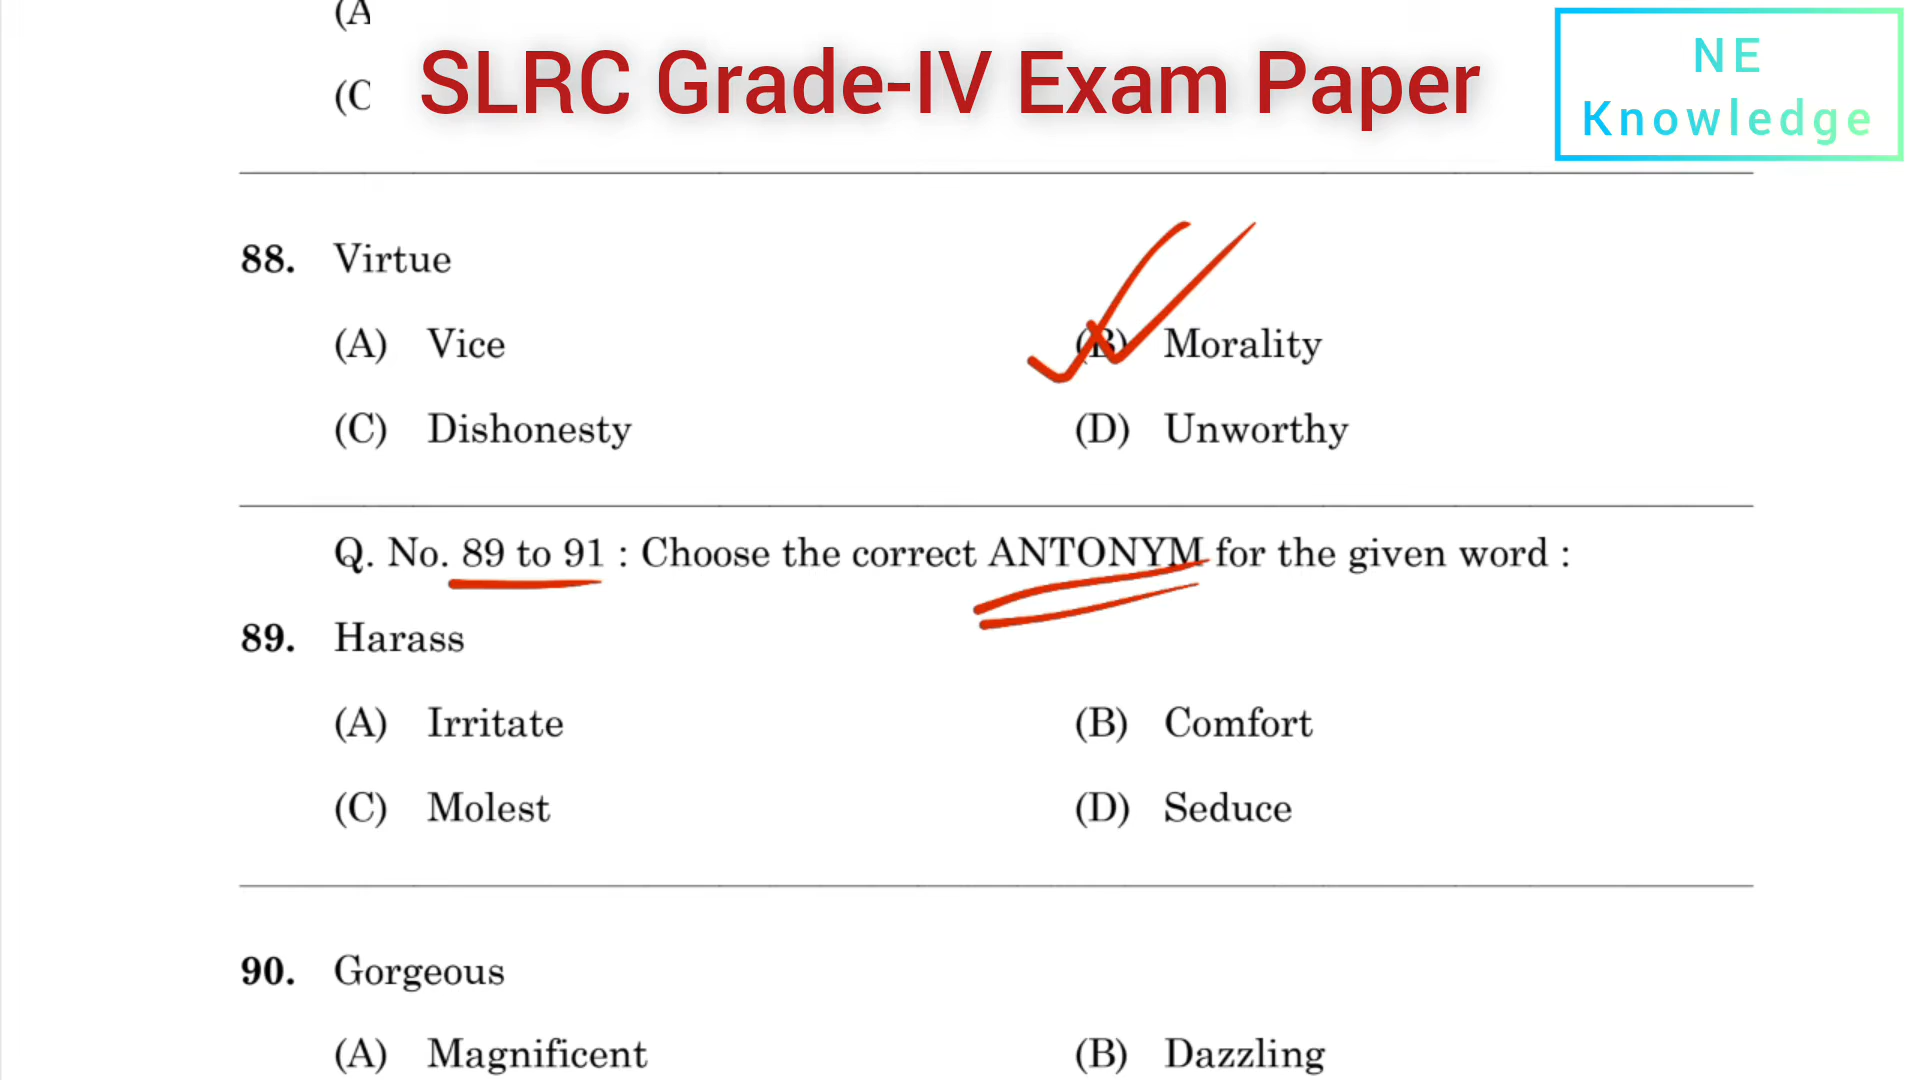 (A
SLRC Grade-IV Exam Paper
NE
Knowledge
(C
88. Virtue
(A) Vice
(B) Morality
(C) Dishonesty
(D) Unworthy
Q. No. 89 to 91 : Choose the correct ANTONYM for the given word :
89. Harass
(A) Irritate
(B) Comfort
(C) Molest
(D) Seduce
90. Gorgeous
(A) Magnificent
(B) Dazzling